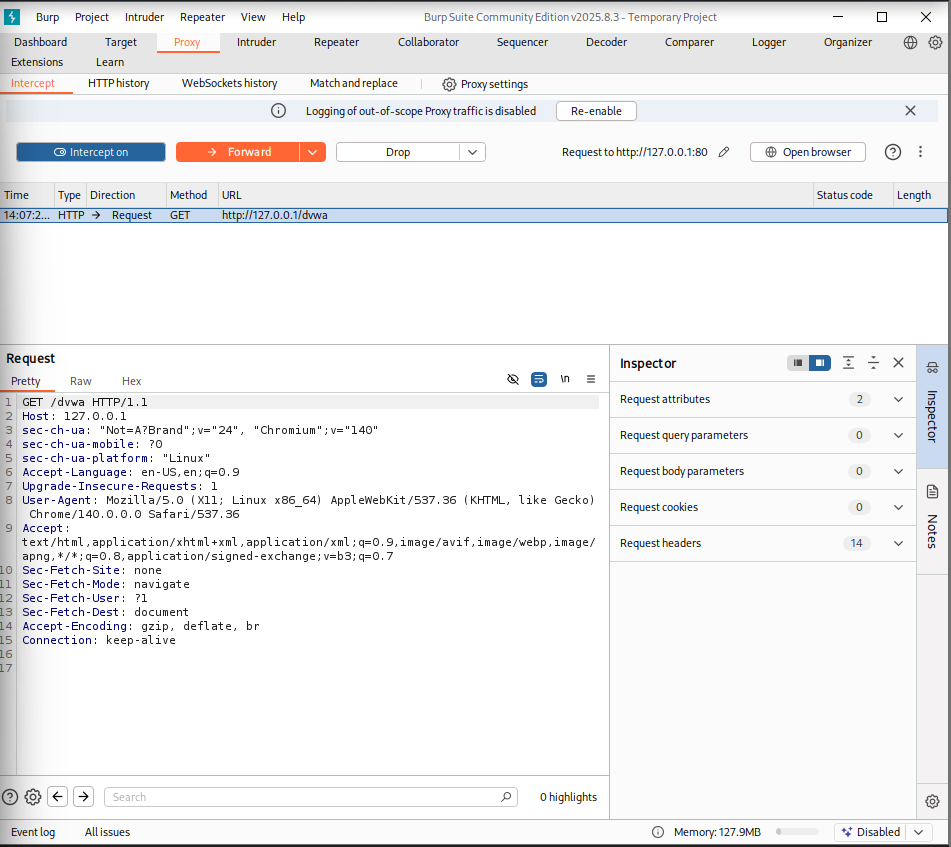 Burp Project Intruder Repeater View Help Burp Suite Community Edition v2025.8.3 - Temporary Project
Dashboard Target Proxy Intruder Repeater Collaborator Sequencer Decoder Comparer Logger Organizer
Extensions Learn
Intercept HTTP history WebSockets history Match and replace Proxy settings
Logging of out-of-scope Proxy traffic is disabled Re-enable
Intercept on Forward Drop Request to http://127.0.0.1:80 Open browser
Time Type Direction Method URL Status code Length
14:07:2... HTTP → Request GET http://127.0.0.1/dvwa
Request
Pretty Raw Hex \n
1 GET /dvwa HTTP/1.1
2 Host: 127.0.0.1
3 sec-ch-ua: "Not=A?Brand";v="24", "Chromium";v="140"
4 sec-ch-ua-mobile: ?0
5 sec-ch-ua-platform: "Linux"
6 Accept-Language: en-US,en;q=0.9
7 Upgrade-Insecure-Requests: 1
8 User-Agent: Mozilla/5.0 (X11; Linux x86_64) AppleWebKit/537.36 (KHTML, like Gecko)
Chrome/140.0.0.0 Safari/537.36
9 Accept:
text/html,application/xhtml+xml,application/xml;q=0.9,image/avif,image/webp,image/
apng,*/*;q=0.8,application/signed-exchange;v=b3;q=0.7
10 Sec-Fetch-Site: none
11 Sec-Fetch-Mode: navigate
12 Sec-Fetch-User: ?1
13 Sec-Fetch-Dest: document
14 Accept-Encoding: gzip, deflate, br
15 Connection: keep-alive
16
17
Search 0 highlights
Inspector
Request attributes 2
Request query parameters 0
Request body parameters 0
Request cookies 0
Request headers 14
Inspector
Notes
Event log All issues Memory: 127.9MB Disabled